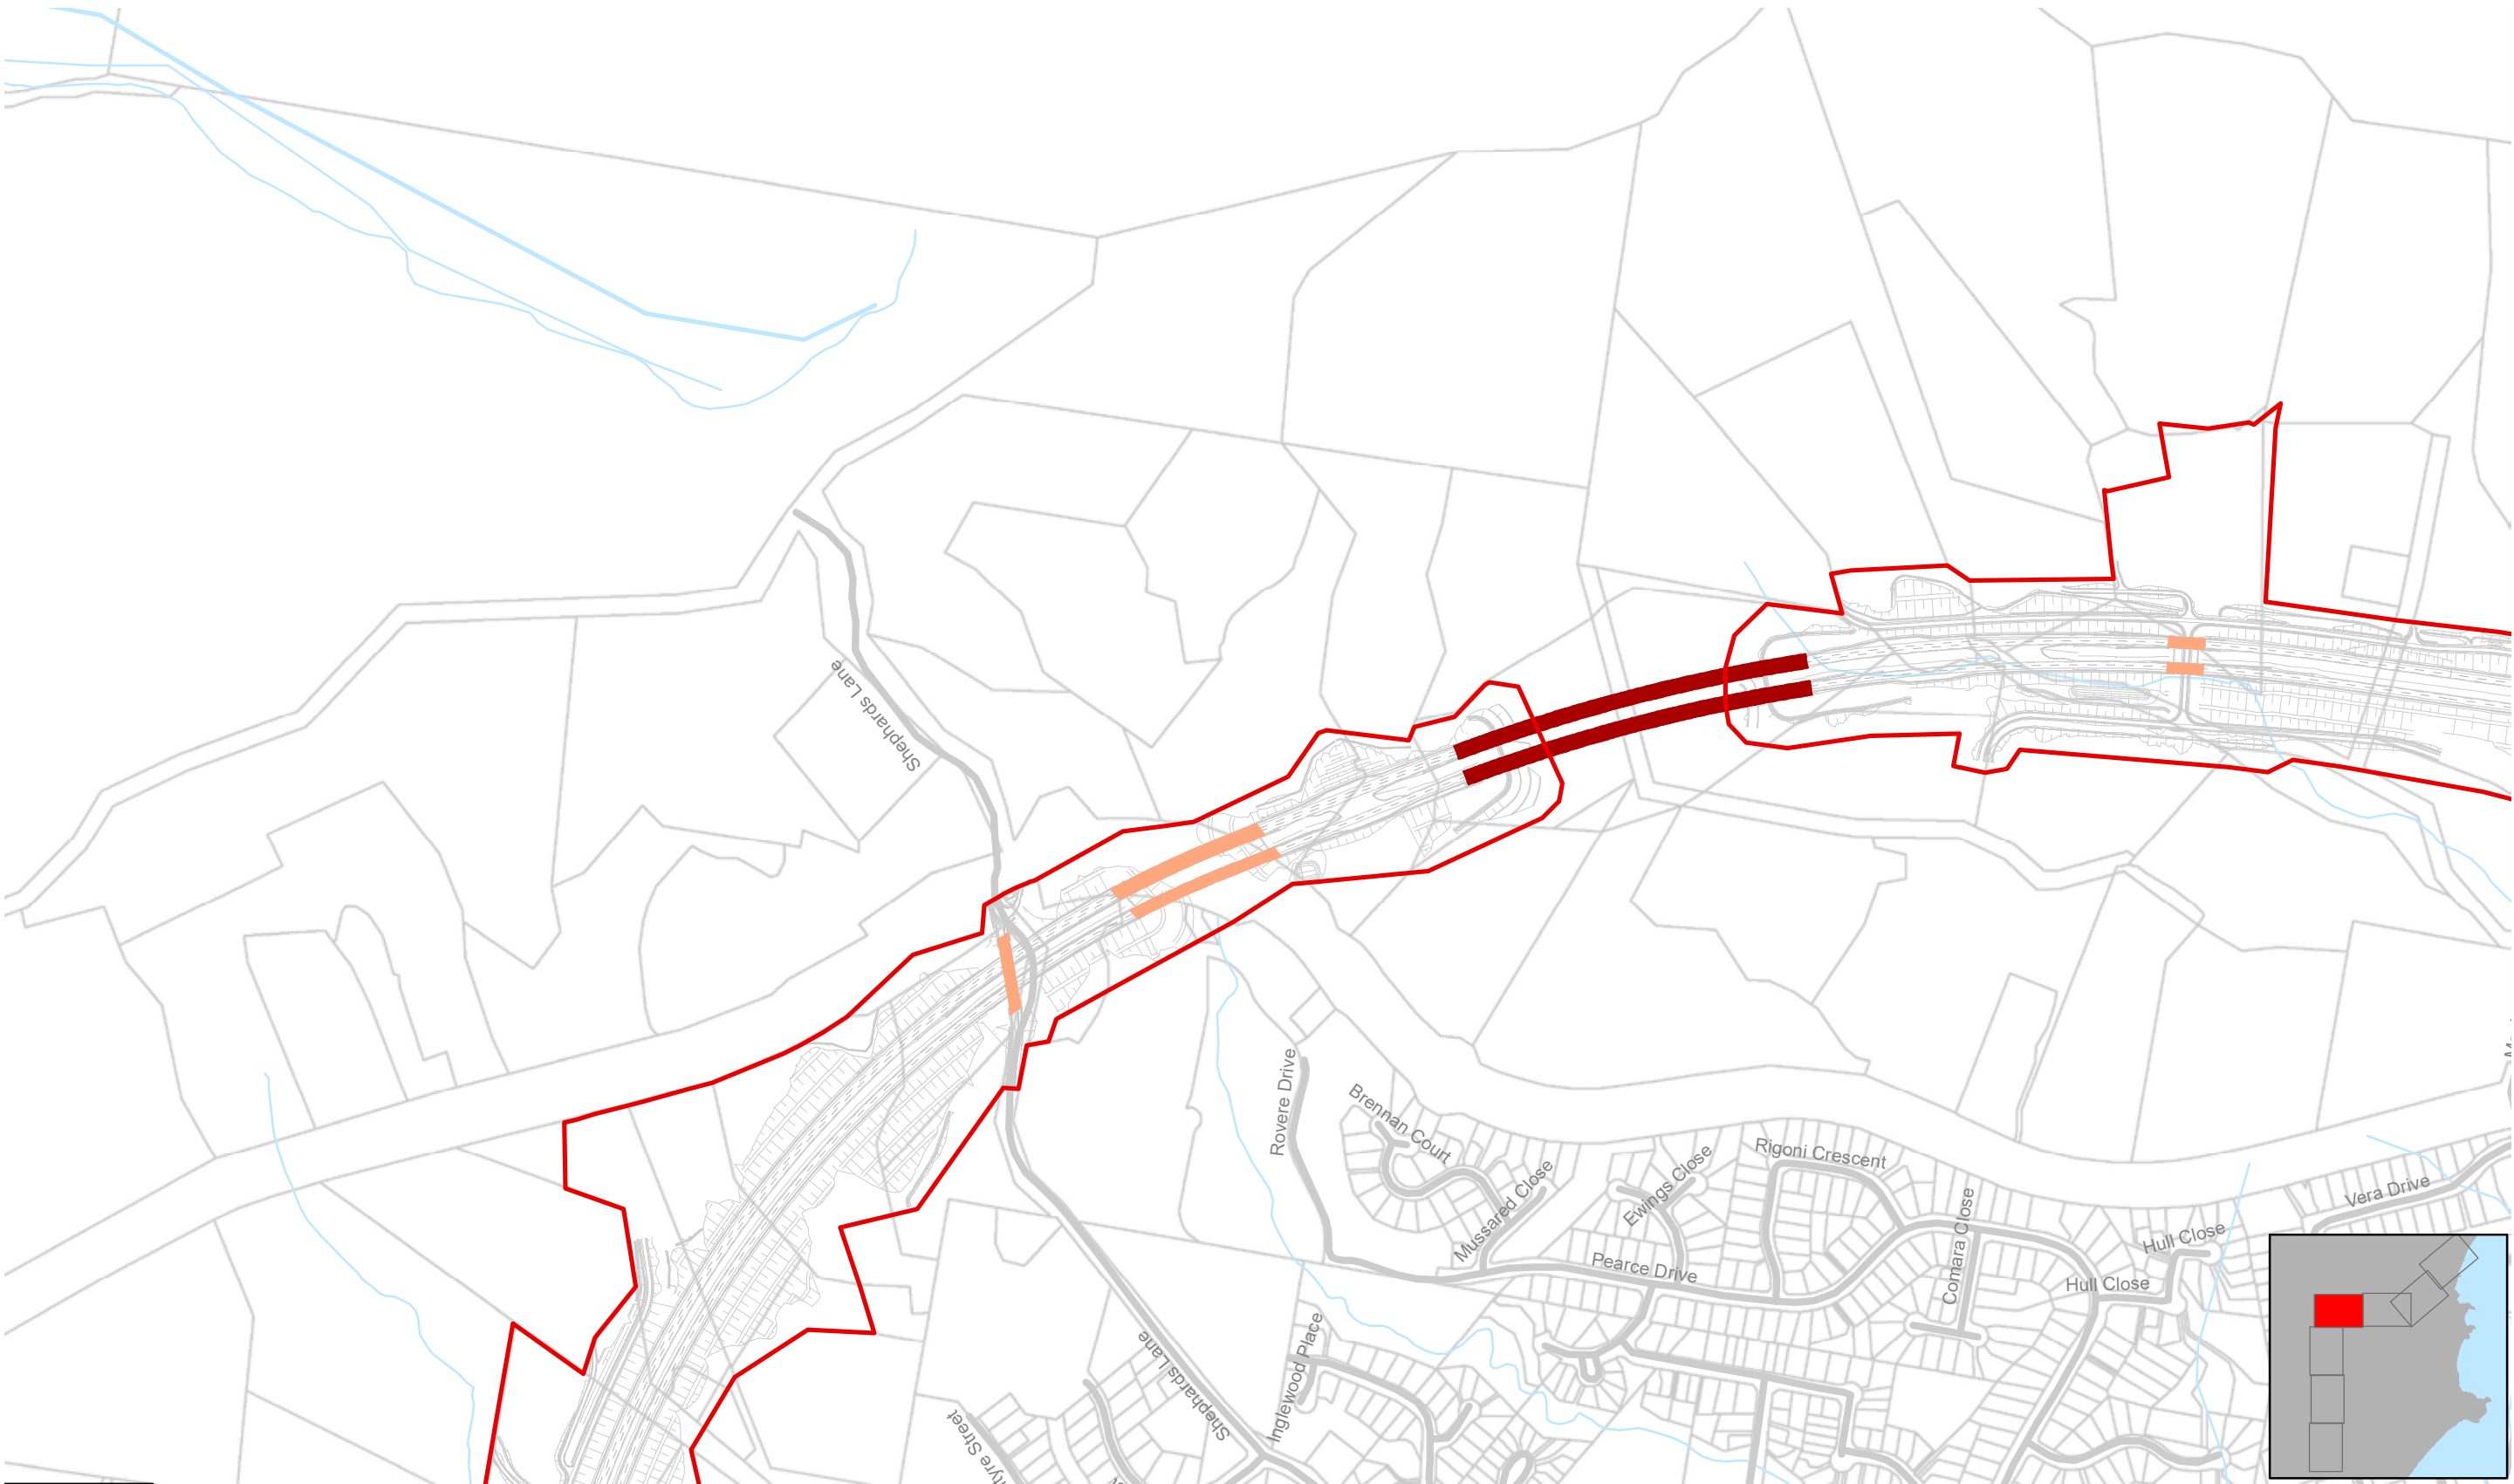 Shephards Lane
Rovere Drive
Brennan Court
Mussared Close
Ewings Close
Rigoni Crescent
Comara Close
Vera Drive
Hull Close
Pearce Drive
Hull Close
Inglewood Place
Shephards Lane
Street